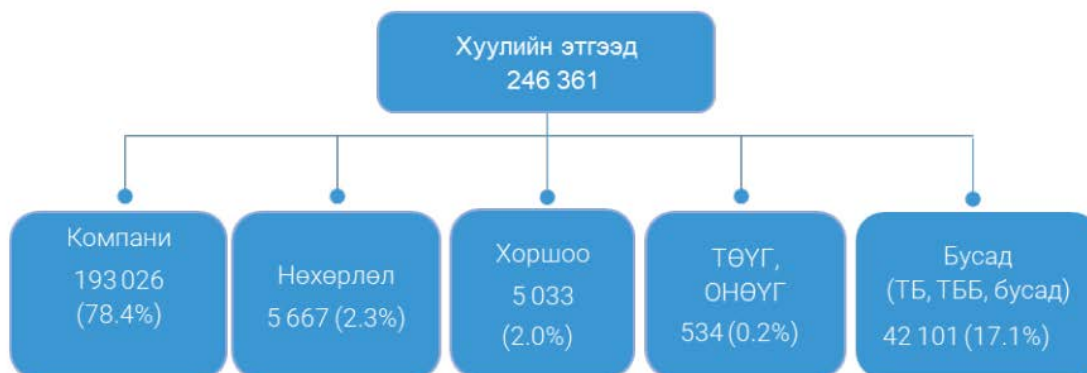 Хуулийн этгээд
246 361
Компани
193 026
(78.4%)
Нөхөрлөл
5 667 (2.3%)
Хоршоо
5 033
(2.0%)
ТӨҮГ,
ОНӨҮГ
534 (0.2%)
Бусад
(ТБ, ТББ, бусад)
42 101 (17.1%)